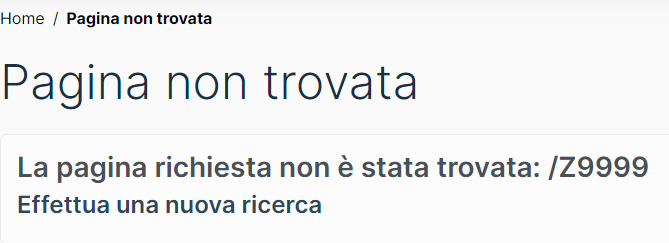 Home / Pagina non trovata
Pagina non trovata
La pagina richiesta non è stata trovata: /Z9999
Effettua una nuova ricerca